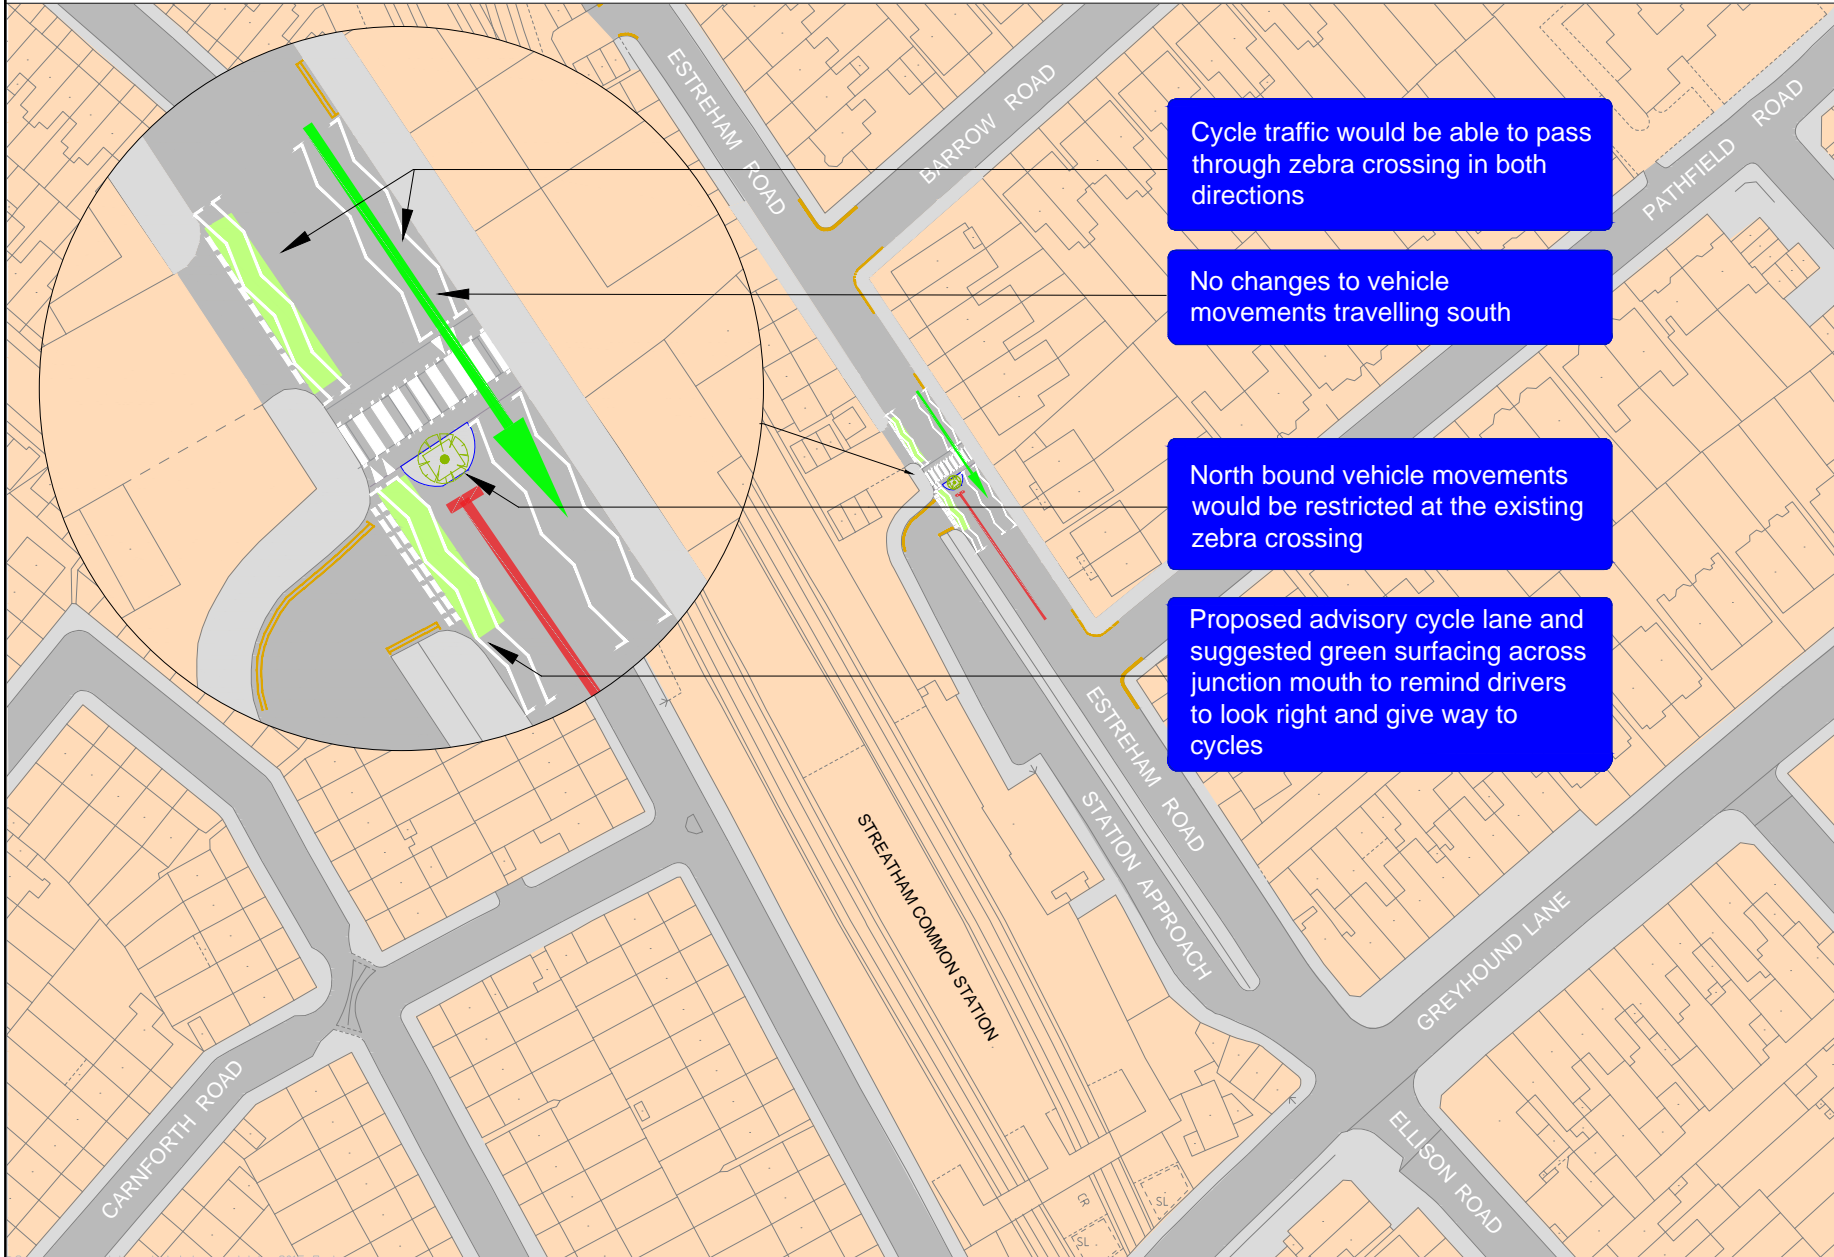 ESTREHAM ROAD
BARROW ROAD
PATHFIELD ROAD
Cycle traffic would be able to pass
through zebra crossing in both
directions
No changes to vehicle
movements travelling south
North bound vehicle movements
would be restricted at the existing
zebra crossing
Proposed advisory cycle lane and
suggested green surfacing across
junction mouth to remind drivers
to look right and give way to
cycles
ESTREHAM ROAD
STATION APPROACH
STREATHAM COMMON STATION
GREYHOUND LANE
CARNFORTH ROAD
ELLISON ROAD
CR
SL
SL